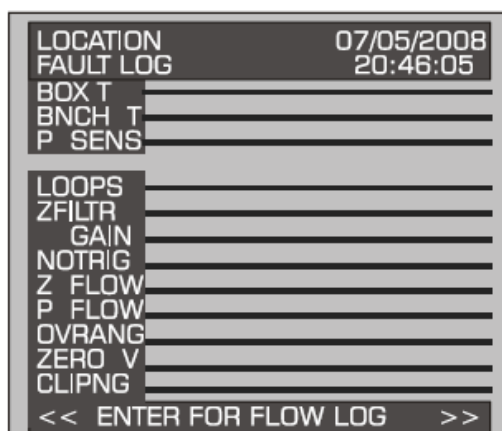 LOCATION 07/05/2008
FAULT LOG 20:46:05
BOX T
BNCH T
P SENS
LOOPS
ZFILTR
GAIN
NOTRIG
Z FLOW
P FLOW
OVRANG
ZERO V
CLIPNG
<< ENTER FOR FLOW LOG >>